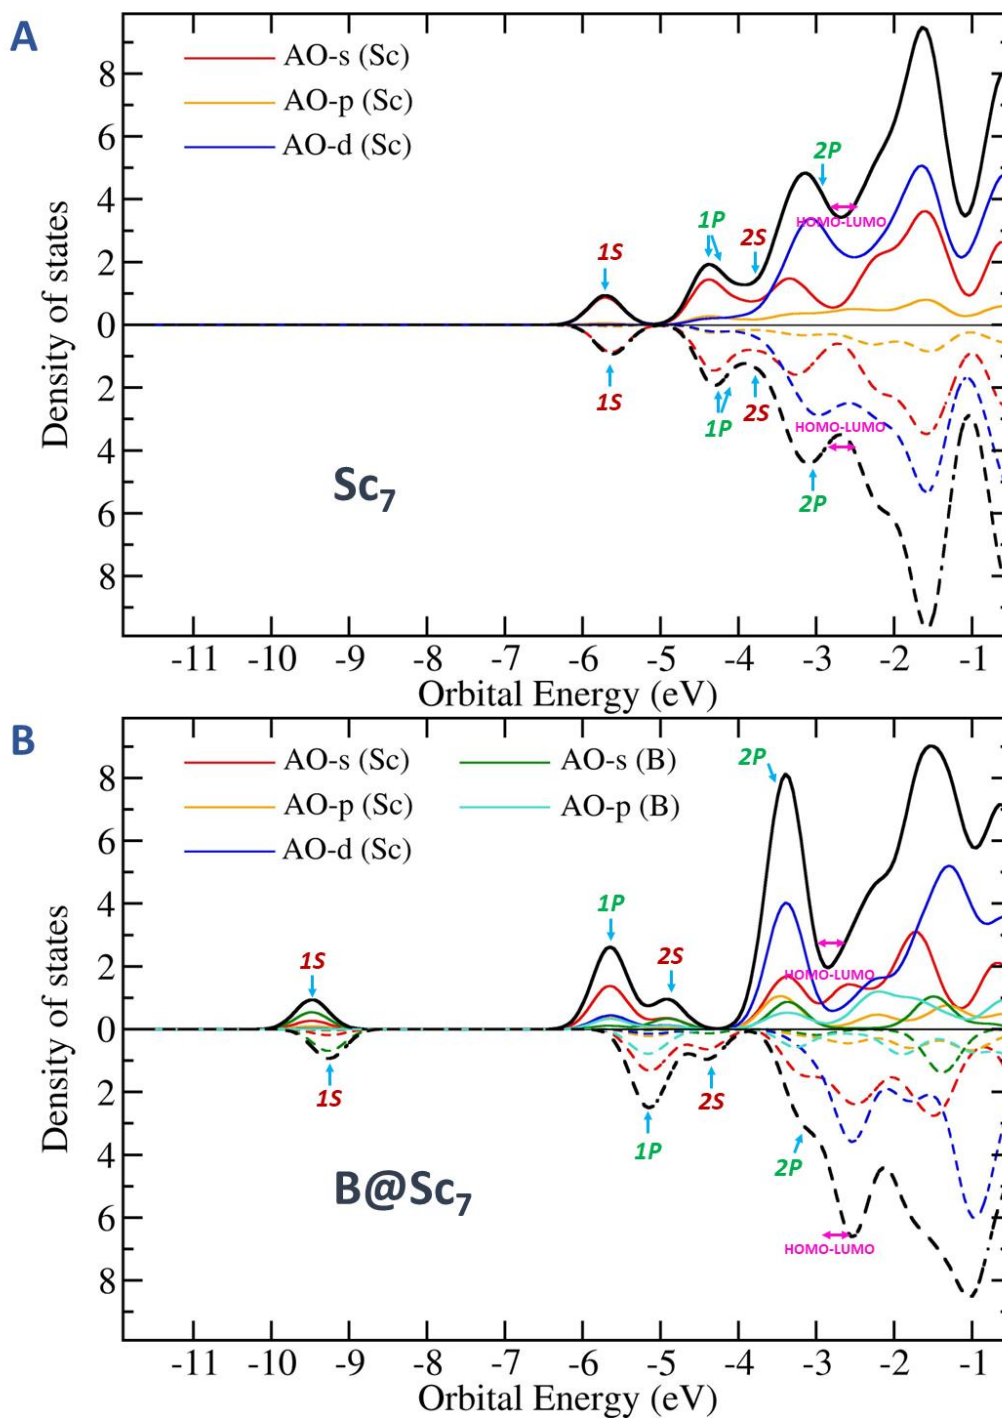 A
AO-s (Sc)
AO-p (Sc)
AO-d (Sc)
2P
HOMO-LUMO
1P
2S
1S
8
6
4
2
0
2
4
6
8
Density of states
1S
1P
2S
HOMO-LUMO
2P
Sc7
-11 -10 -9 -8 -7 -6 -5 -4 -3 -2 -1
Orbital Energy (eV)
B
AO-s (Sc) AO-s (B)
AO-p (Sc) AO-p (B)
AO-d (Sc)
2P
1P
2S
1S
HOMO-LUMO
8
6
4
2
0
2
4
6
8
Density of states
1S
1P
2S
2P
HOMO-LUMO
B@Sc7
-11 -10 -9 -8 -7 -6 -5 -4 -3 -2 -1
Orbital Energy (eV)